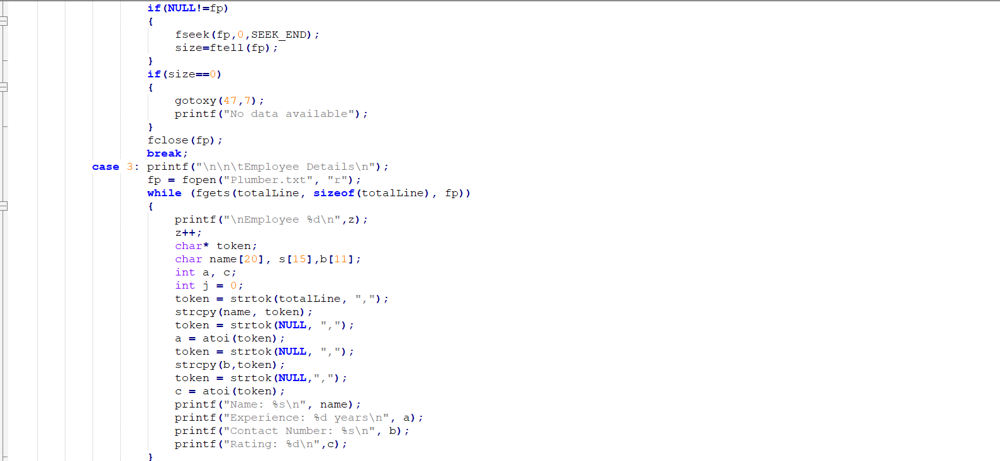 if(NULL!=fp)
{
fseek(fp,0,SEEK_END);
size=ftell(fp);
}
if(size==0)
{
gotoxy(47,7);
printf("No data available");
}
fclose(fp);
break;
case 3: printf("\n\n\tEmployee Details\n");
fp = fopen("Plumber.txt", "r");
while (fgets(totalLine, sizeof(totalLine), fp))
{
printf("\nEmployee %d\n",z);
z++;
char* token;
char name[20], s[15],b[11];
int a, c;
int j = 0;
token = strtok(totalLine, ",");
strcpy(name, token);
token = strtok(NULL, ",");
a = atoi(token);
token = strtok(NULL, ",");
strcpy(b,token);
token = strtok(NULL,",");
c = atoi(token);
printf("Name: %s\n", name);
printf("Experience: %d years\n", a);
printf("Contact Number: %s\n", b);
printf("Rating: %d\n",c);
}